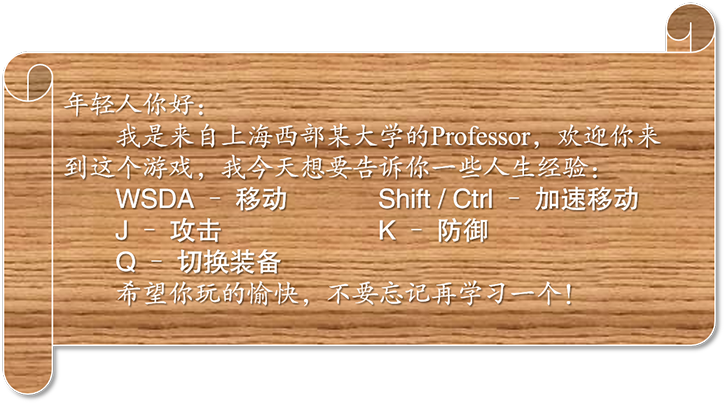 年轻人你好：
我是来自上海西部某大学的Professor，欢迎你来
到这个游戏，我今天想要告诉你一些人生经验：
WSDA – 移动 Shift / Ctrl – 加速移动
J – 攻击 K – 防御
Q – 切换装备
希望你玩的愉快，不要忘记再学习一个！